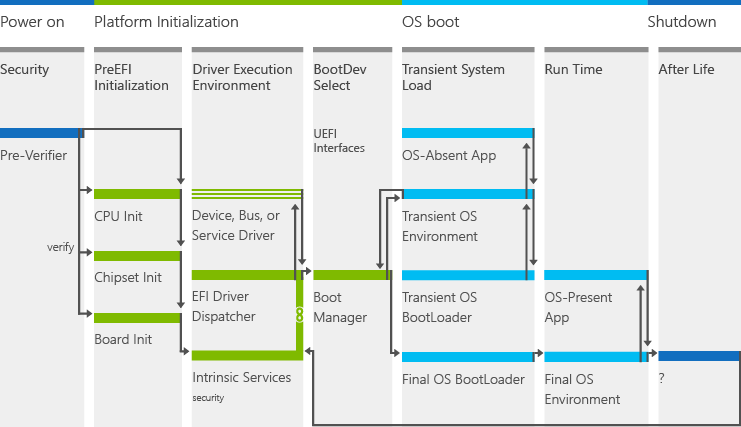 Power on
Platform Initialization
OS boot
Shutdown
Security
PreEFI
Initialization
Driver Execution
Environment
BootDev
Select
Transient System
Load
Run Time
After Life
UEFI
Interfaces
Pre-Verifier
OS-Absent App
CPU Init
Device, Bus, or
Service Driver
Transient OS
Environment
verify
Chipset Init
EFI Driver
Dispatcher
Boot
Manager
Transient OS
BootLoader
OS-Present
App
Board Init
Intrinsic Services
security
Final OS BootLoader
Final OS
Environment
?